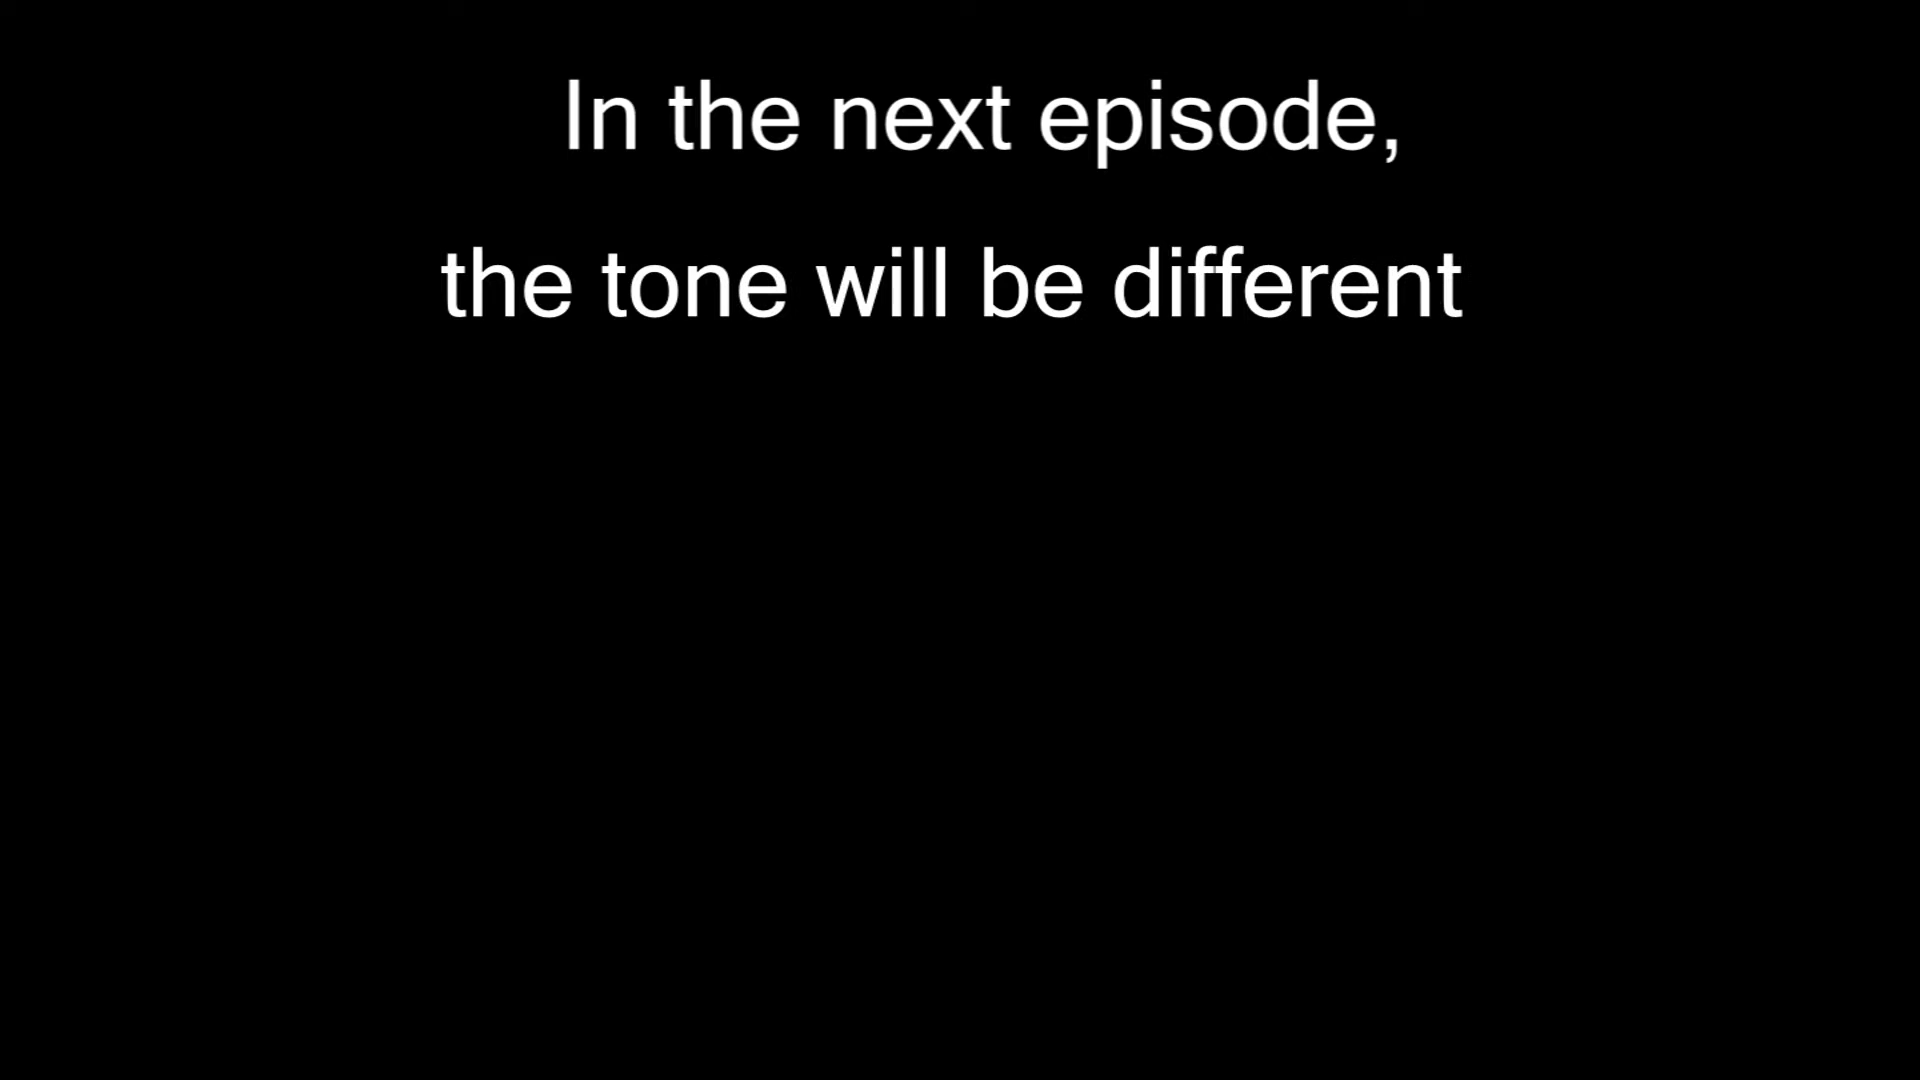 In the next episode,
the tone will be different